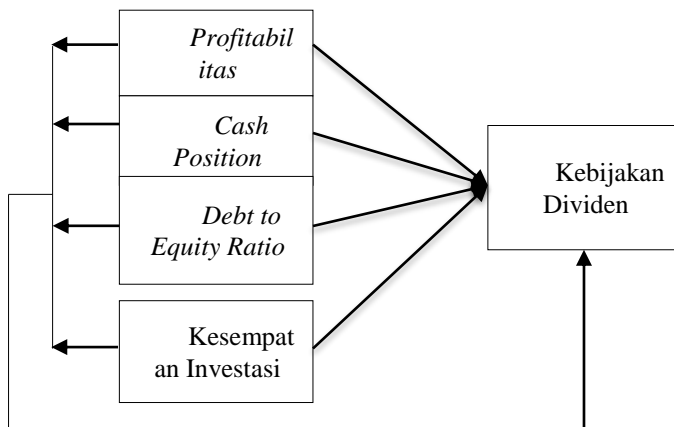 Profitabil
itas
Cash
Position
Debt to
Equity Ratio
Kesempat
an Investasi
Kebijakan
Dividen